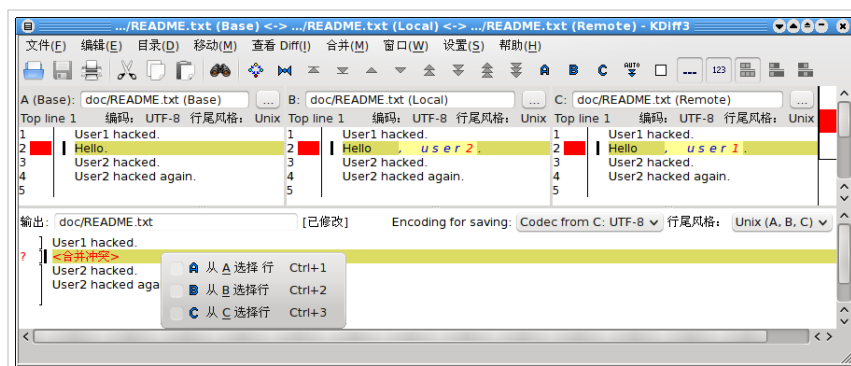 .../README.txt (Base) <-> .../README.txt (Local) <-> .../README.txt (Remote) - KDiff3
文件(F) 编辑(E) 目录(D) 移动(M) 查看 Diff(I) 合并(M) 窗口(W) 设置(S) 帮助(H)
A B C AUTO 123
A (Base): doc/README.txt (Base) ... B: doc/README.txt (Local) ... C: doc/README.txt (Remote) ...
Top line 1 编码: UTF-8 行尾风格: Unix Top line 1 编码: UTF-8 行尾风格: Unix Top line 1 编码: UTF-8 行尾风格: Unix
1 User1 hacked. 1 User1 hacked. 1 User1 hacked.
2 Hello. 2 Hello , user2. 2 Hello , user1.
3 User2 hacked. 3 User2 hacked. 3 User2 hacked.
4 User2 hacked again. 4 User2 hacked again. 4 User2 hacked again.
5 5 5
输出: doc/README.txt [已修改] Encoding for saving: Codec from C: UTF-8 行尾风格: Unix (A, B, C)
User1 hacked.
? <合并冲突>
User2 hacked.
User2 hacked aga
A 从 A 选择 行 Ctrl+1
B 从 B 选择行 Ctrl+2
C 从 C 选择行 Ctrl+3